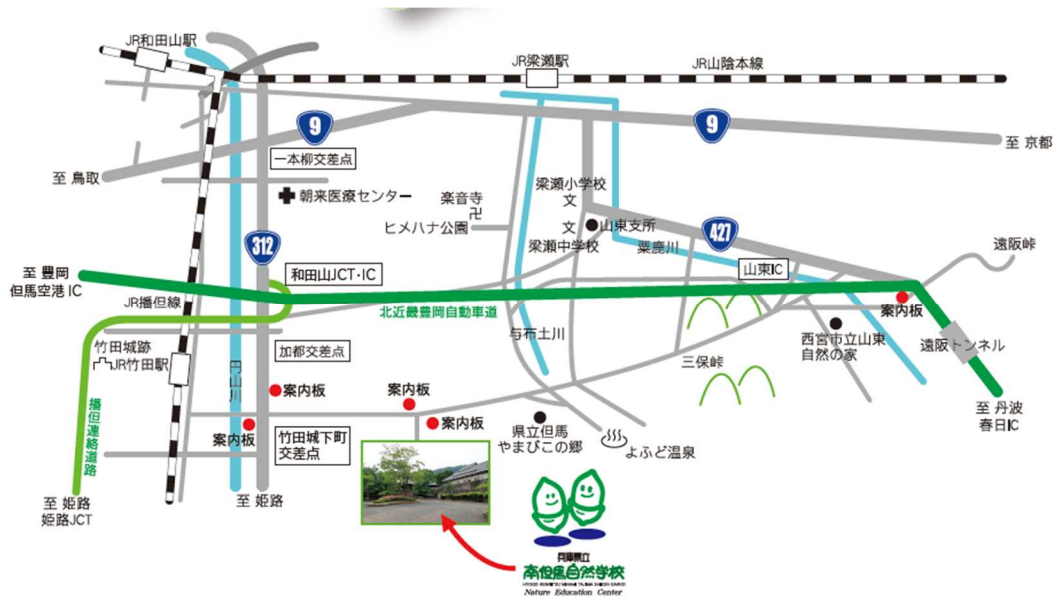 JR和田山駅
JR梁瀬駅
JR山陰本線
9
9
至 京都
一本柳交差点
至 鳥取
朝来医療センター
楽音寺
卍
ヒメハナ公園
梁瀬小学校
文
文
山東支所
梁瀬中学校
粟鹿川
427
312
遠阪峠
至 豊岡
但馬空港 IC
和田山JCT・IC
山東IC
JR播但線
北近畿豊岡自動車道
案内板
与布土川
西宮市立山東
自然の家
遠阪トンネル
竹田城跡
JR竹田駅
加都交差点
三保峠
円山川
案内板
案内板
案内板
案内板
至 丹波
春日IC
播但連絡道路
竹田城下町
交差点
県立但馬
やまびこの郷
よふど温泉
至 姫路
姫路JCT
至 姫路
兵庫県立
南但馬自然学校
HYOGO KENRITSU MINAMI TAJIMA SHIZEN GAKKO
Nature Education Center